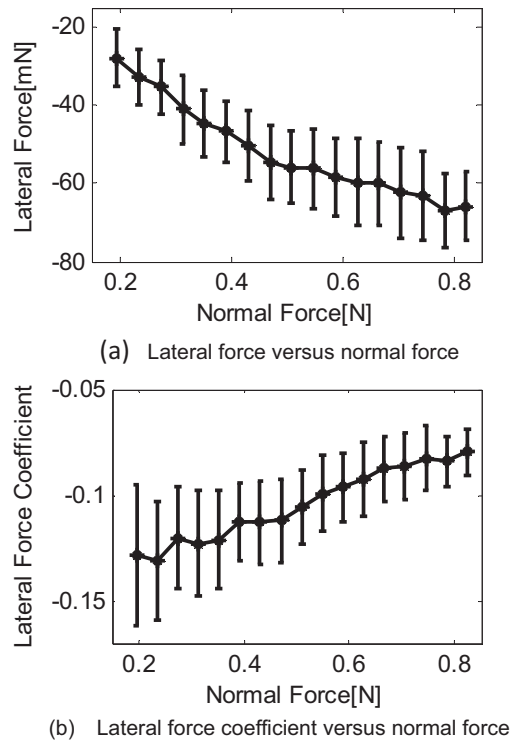 -20
-40
-60
-80
Lateral Force[mN]
0.2 0.4 0.6 0.8
Normal Force[N]
(a) Lateral force versus normal force
-0.05
-0.1
-0.15
Lateral Force Coefficient
0.2 0.4 0.6 0.8
Normal Force[N]
(b) Lateral force coefficient versus normal force